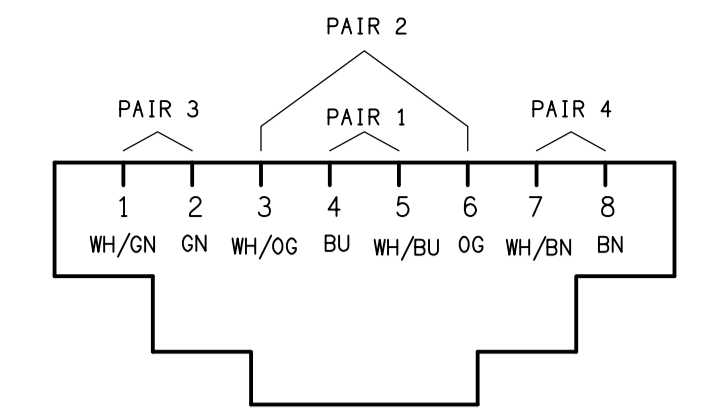 PAIR 2
PAIR 3 PAIR 1 PAIR 4
1 2 3 4 5 6 7 8
WH/GN GN WH/OG BU WH/BU OG WH/BN BN